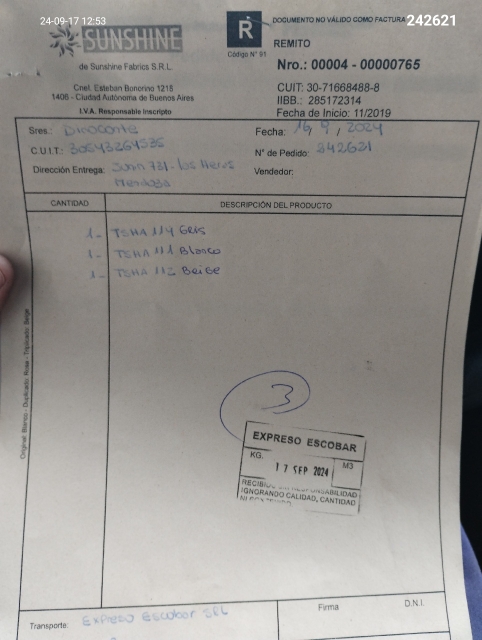 24-09-17 12:53
242621
SUNSHINE
de Sunshine Fabrics S.R.L.
Cnel. Esteban Bonorino 1215
1406 - Ciudad Autónoma de Buenos Aires
I.V.A. Responsable Inscripto
R
Código N° 91
DOCUMENTO NO VÁLIDO COMO FACTURA
REMITO
Nro.: 00004 - 00000765
CUIT: 30-71668488-8
IIBB.: 285172314
Fecha de Inicio: 11/2019
Sres.:
Fecha: 16, 9, 2024
C.U.I.T:
N° de Pedido: 242621
Dirección Entrega: Mendoza
Vendedor:
CANTIDAD DESCRIPCIÓN DEL PRODUCTO
1- 114 Gris
1- 111 Blanco
1- 112 Beige
3
EXPRESO ESCOBAR
KG. M3
17 SEP 2024
IGNORANDO CALIDAD, CANTIDAD
Original: Blanco - Duplicado: Rosa - Triplicado: Beige
Transporte: Expreso Escobar SRL
Firma D.N.I.